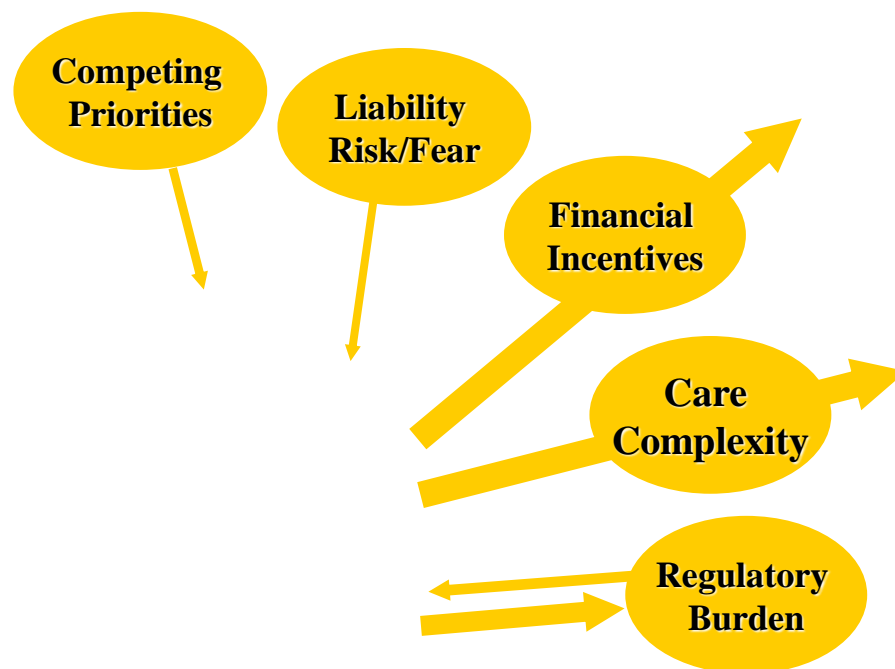 Competing
Priorities
Liability
Risk/Fear
Financial
Incentives
Care
Complexity
Regulatory
Burden